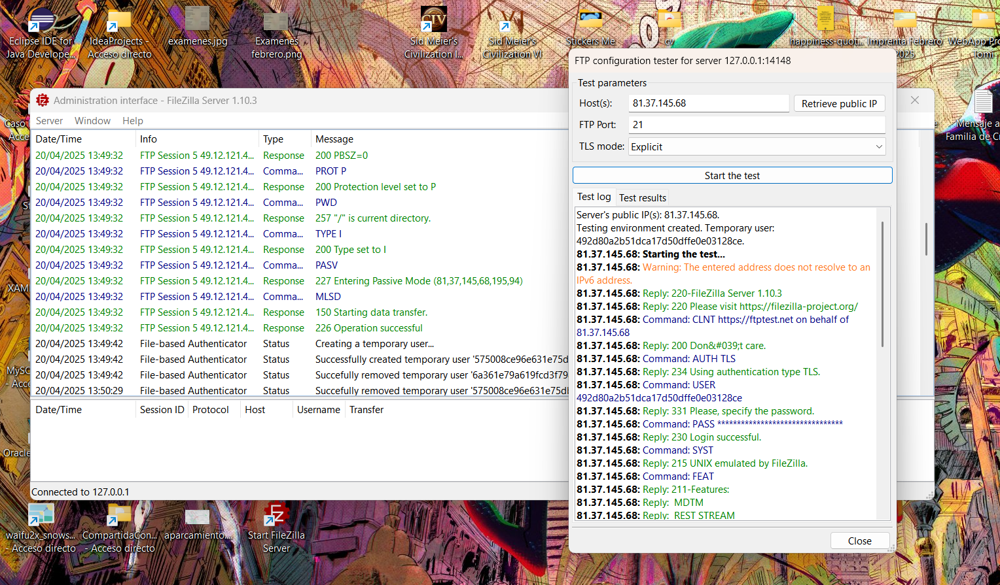 Eclipse IDE for
Java Develope...
IdeaProjects -
Acceso directo
examenes.jpg
Examenes
febrero.png
Sid Meier's
Civilization I...
Sid Meier's
Civilization VI
Stickers Me
cv
happiness-quot...
Imprenta Febrero
2025
WebApp Pro
Tomi
FTP configuration tester for server 127.0.0.1:14148
Test parameters
Host(s):
81.37.145.68
Retrieve public IP
FTP Port:
21
TLS mode:
Explicit
Start the test
Test log
Test results
Server's public IP(s): 81.37.145.68.
Testing environment created. Temporary user:
492d80a2b51dca17d50dffe0e03128ce.
81.37.145.68: Starting the test...
81.37.145.68: Warning: The entered address does not resolve to an
IPv6 address.
81.37.145.68: Reply: 220-FileZilla Server 1.10.3
81.37.145.68: Reply: 220 Please visit https://filezilla-project.org/
81.37.145.68: Command: CLNT https://ftptest.net on behalf of
81.37.145.68
81.37.145.68: Reply: 200 Don&#039;t care.
81.37.145.68: Command: AUTH TLS
81.37.145.68: Reply: 234 Using authentication type TLS.
81.37.145.68: Command: USER
492d80a2b51dca17d50dffe0e03128ce
81.37.145.68: Reply: 331 Please, specify the password.
81.37.145.68: Command: PASS ********************************
81.37.145.68: Reply: 230 Login successful.
81.37.145.68: Command: SYST
81.37.145.68: Reply: 215 UNIX emulated by FileZilla.
81.37.145.68: Command: FEAT
81.37.145.68: Reply: 211-Features:
81.37.145.68: Reply:  MDTM
81.37.145.68: Reply:  REST STREAM
Close
Administration interface - FileZilla Server 1.10.3
Server
Window
Help
Date/Time Info Type Message
20/04/2025 13:49:32 FTP Session 5 49.12.121.4... Response 200 PBSZ=0
20/04/2025 13:49:32 FTP Session 5 49.12.121.4... Comma... PROT P
20/04/2025 13:49:32 FTP Session 5 49.12.121.4... Response 200 Protection level set to P
20/04/2025 13:49:32 FTP Session 5 49.12.121.4... Comma... PWD
20/04/2025 13:49:32 FTP Session 5 49.12.121.4... Response 257 "/" is current directory.
20/04/2025 13:49:32 FTP Session 5 49.12.121.4... Comma... TYPE I
20/04/2025 13:49:32 FTP Session 5 49.12.121.4... Response 200 Type set to I
20/04/2025 13:49:32 FTP Session 5 49.12.121.4... Comma... PASV
20/04/2025 13:49:32 FTP Session 5 49.12.121.4... Response 227 Entering Passive Mode (81,37,145,68,195,94)
20/04/2025 13:49:32 FTP Session 5 49.12.121.4... Comma... MLSD
20/04/2025 13:49:32 FTP Session 5 49.12.121.4... Response 150 Starting data transfer.
20/04/2025 13:49:32 FTP Session 5 49.12.121.4... Response 226 Operation successful
20/04/2025 13:49:42 File-based Authenticator Status Creating a temporary user...
20/04/2025 13:49:42 File-based Authenticator Status Successfully created temporary user '575008ce96e631e75d
20/04/2025 13:49:42 File-based Authenticator Status Succefully removed temporary user '6a361e79a619fcd3f79
20/04/2025 13:50:29 File-based Authenticator Status Succefully removed temporary user '575008ce96e631e75d
Date/Time Session ID Protocol Host Username Transfer
Connected to 127.0.0.1
Caso
Acce
St
XAM
MySC
- Acce
Oracle
Mensaje a
Familia de C
waifu2x_snows...
- Acceso directo
CompartidaCon...
- Acceso directo
aparcamiento....
Start FileZilla
Server